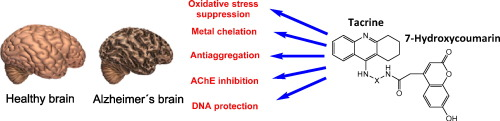 Oxidative stress
suppression
Metal chelation
Antiaggregation
AChE inhibition
DNA protection
Healthy brain
Alzheimer´s brain
Tacrine
7-Hydroxycoumarin
N
HN
X
HN
O
O
O
OH